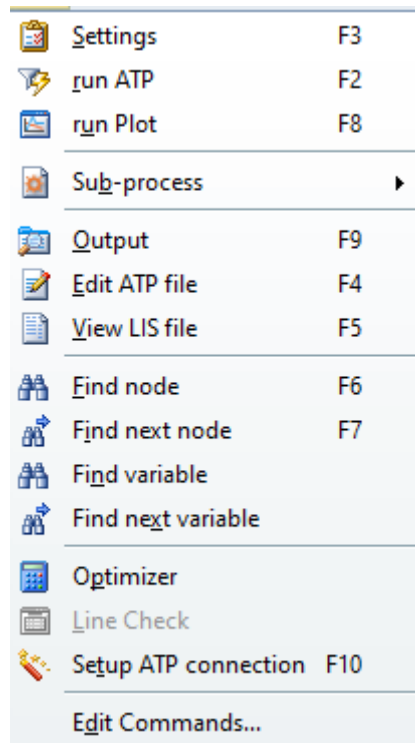 Settings F3
run ATP F2
run Plot F8
Sub-process
Output F9
Edit ATP file F4
View LIS file F5
Find node F6
Find next node F7
Find variable
Find next variable
Optimizer
Line Check
Setup ATP connection F10
Edit Commands...